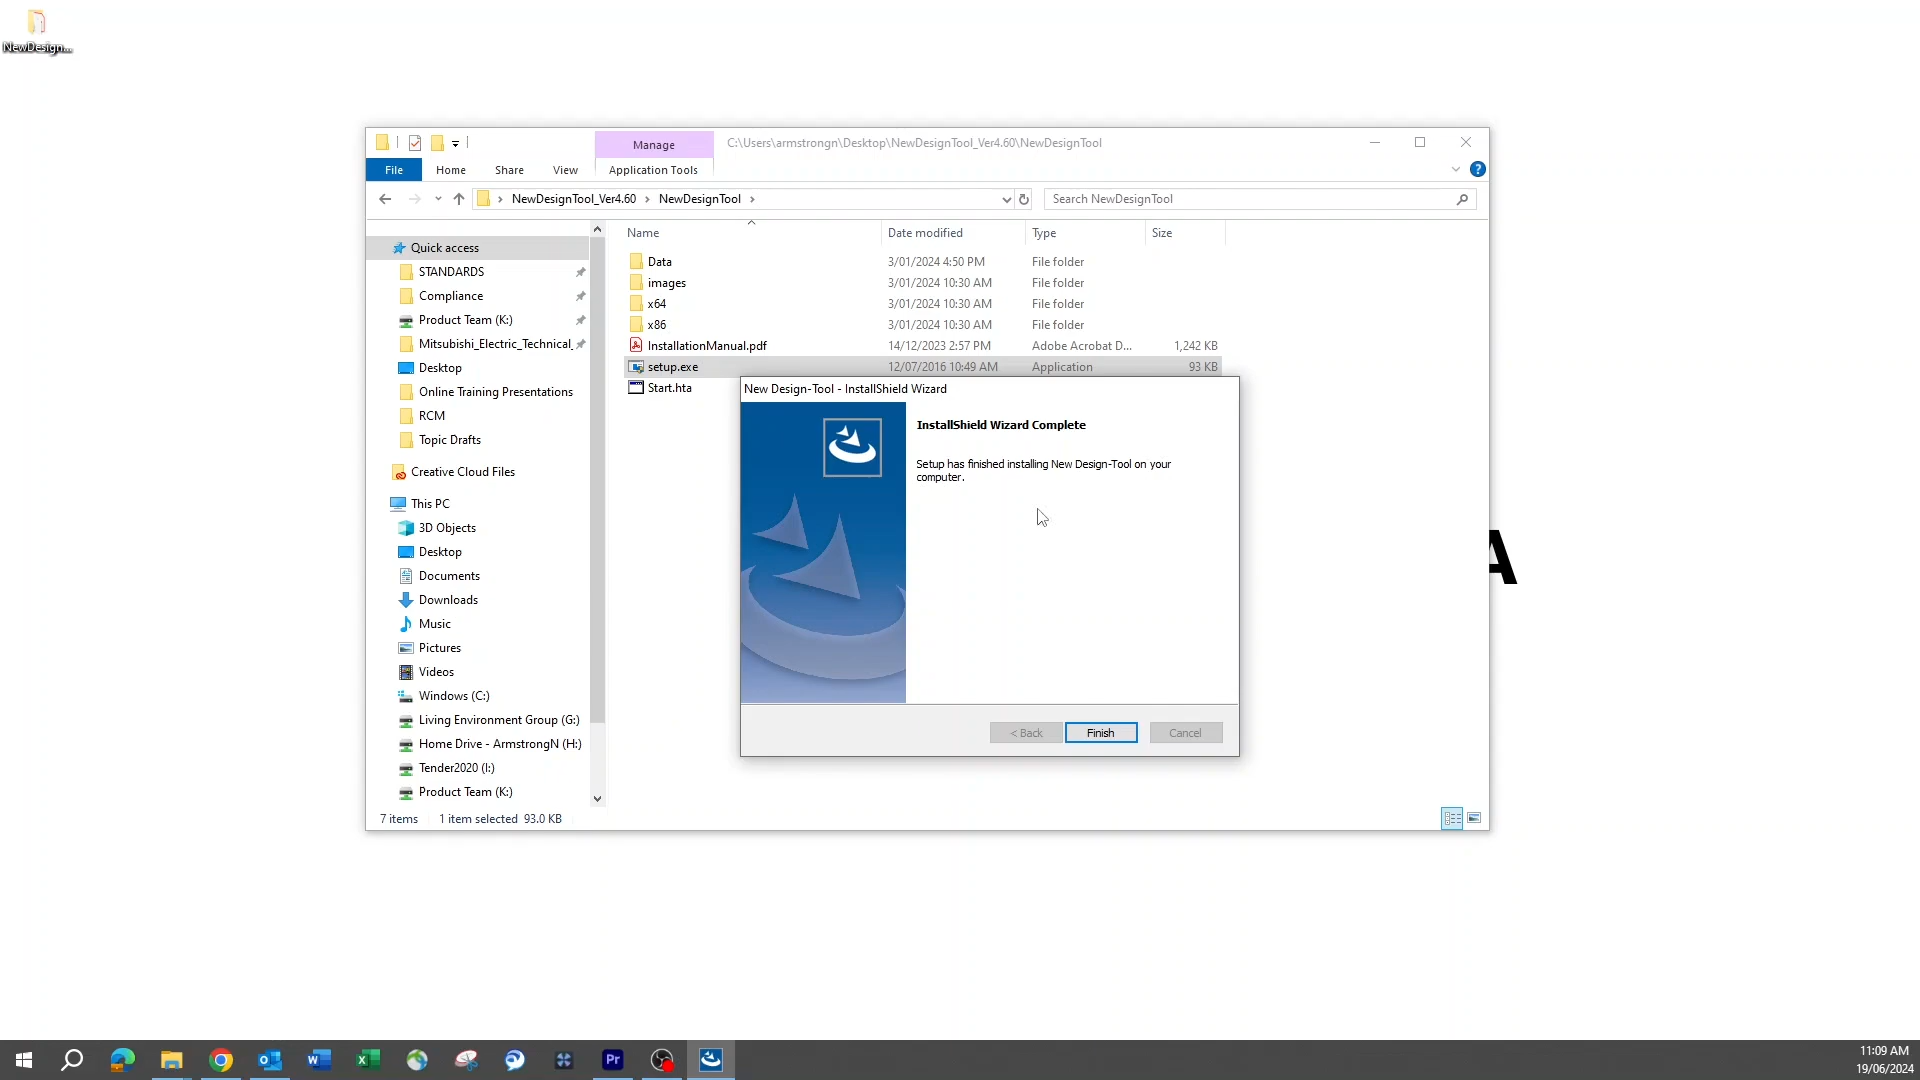 NewDesign...
Manage
C:\Users\armstrongn\Desktop\NewDesignTool_Ver4.60\NewDesignTool
File
Home
Share
View
Application Tools
NewDesignTool_Ver4.60
NewDesignTool
Search NewDesignTool
Name
Date modified
Type
Size
Quick access
STANDARDS
Compliance
Product Team (K:)
Mitsubishi_Electric_Technical_
Desktop
Online Training Presentations
RCM
Topic Drafts
Creative Cloud Files
This PC
3D Objects
Desktop
Documents
Downloads
Music
Pictures
Videos
Windows (C:)
Living Environment Group (G:)
Home Drive - ArmstrongN (H:)
Tender2020 (I:)
Product Team (K:)
Data 3/01/2024 4:50 PM File folder
images 3/01/2024 10:30 AM File folder
x64 3/01/2024 10:30 AM File folder
x86 3/01/2024 10:30 AM File folder
InstallationManual.pdf 14/12/2023 2:57 PM Adobe Acrobat D... 1,242 KB
setup.exe 12/07/2016 10:49 AM Application 93 KB
Start.hta
New Design-Tool - InstallShield Wizard
InstallShield Wizard Complete
Setup has finished installing New Design-Tool on your
computer.
< Back
Finish
Cancel
A
7 items 1 item selected 93.0 KB
Pr
11:09 AM
19/06/2024